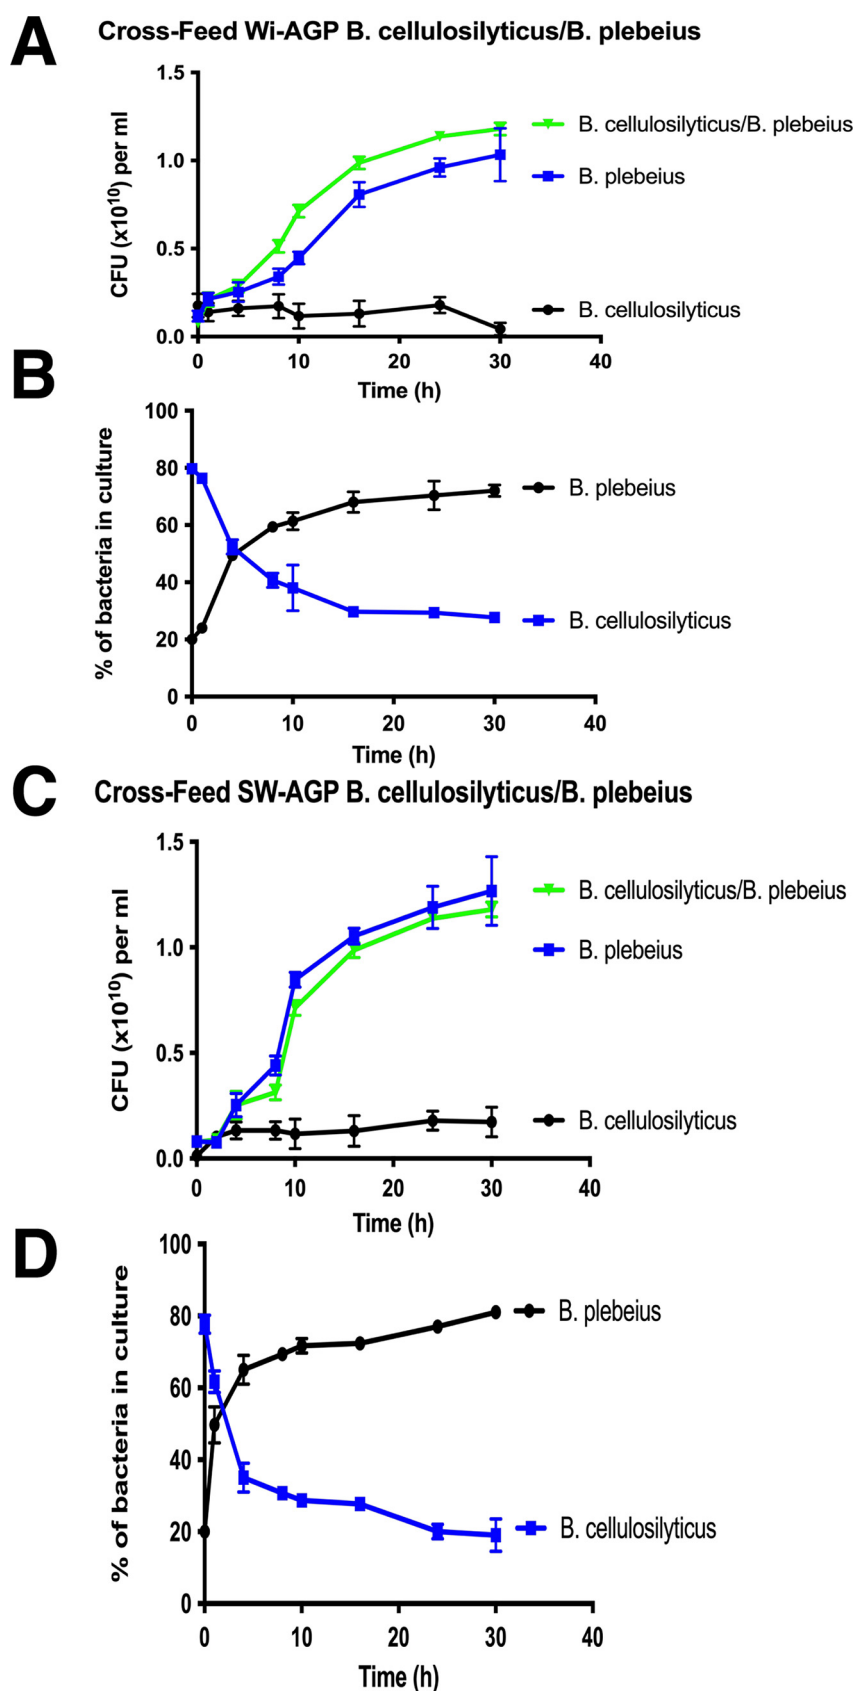 A
Cross-Feed Wi-AGP B. cellulosilyticus/B. plebeius
CFU (x10¹⁰) per ml
1.5
1.0
0.5
0.0
0
10
20
30
40
Time (h)
B. cellulosilyticus/B. plebeius
B. plebeius
B. cellulosilyticus
B
% of bacteria in culture
100
80
60
40
20
0
0
10
20
30
40
Time (h)
B. plebeius
B. cellulosilyticus
C
Cross-Feed SW-AGP B. cellulosilyticus/B. plebeius
CFU (x10¹⁰) per ml
1.5
1.0
0.5
0.0
0
10
20
30
40
Time (h)
B. cellulosilyticus/B. plebeius
B. plebeius
B. cellulosilyticus
D
% of bacteria in culture
100
80
60
40
20
0
0
10
20
30
40
Time (h)
B. plebeius
B. cellulosilyticus